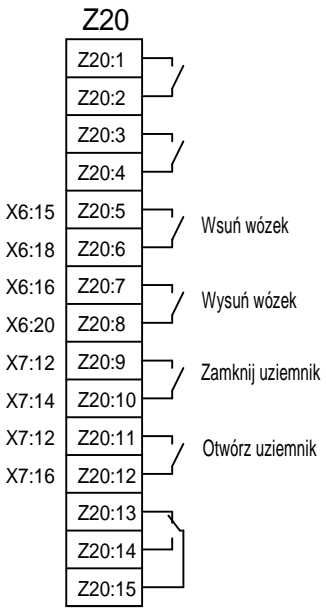 Z20
Z20:1
Z20:2
Z20:3
Z20:4
X6:15 Z20:5
Wsuń wózek
X6:18 Z20:6
X6:16 Z20:7
Wysuń wózek
X6:20 Z20:8
X7:12 Z20:9
Zamknij uziemnik
X7:14 Z20:10
X7:12 Z20:11
Otwórz uziemnik
X7:16 Z20:12
Z20:13
Z20:14
Z20:15